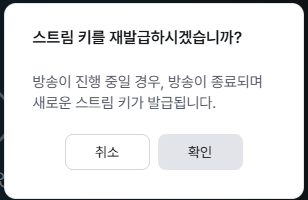 스트림 키를 재발급하시겠습니까?
방송이 진행 중일 경우, 방송이 종료되며
새로운 스트림 키가 발급됩니다.
취소
확인